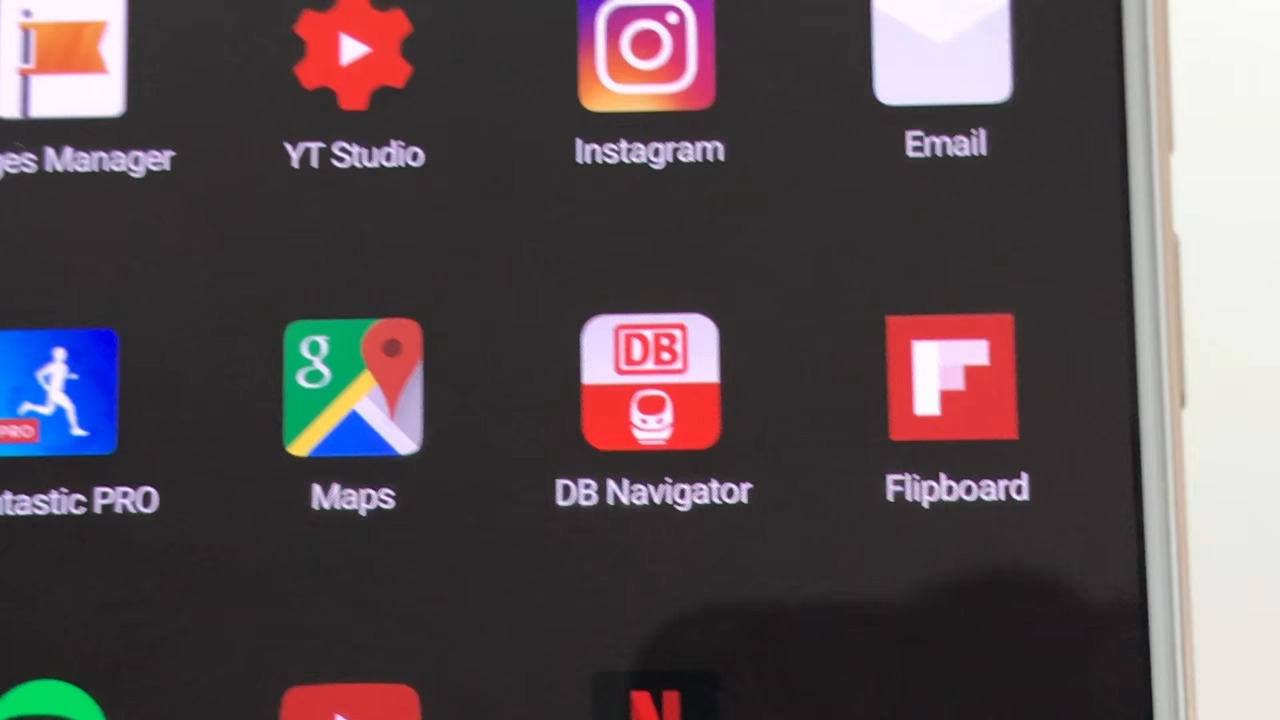 ges Manager
YT Studio
Instagram
Email
g
DB
PRO
ntastic PRO
Maps
DB Navigator
Flipboard
N